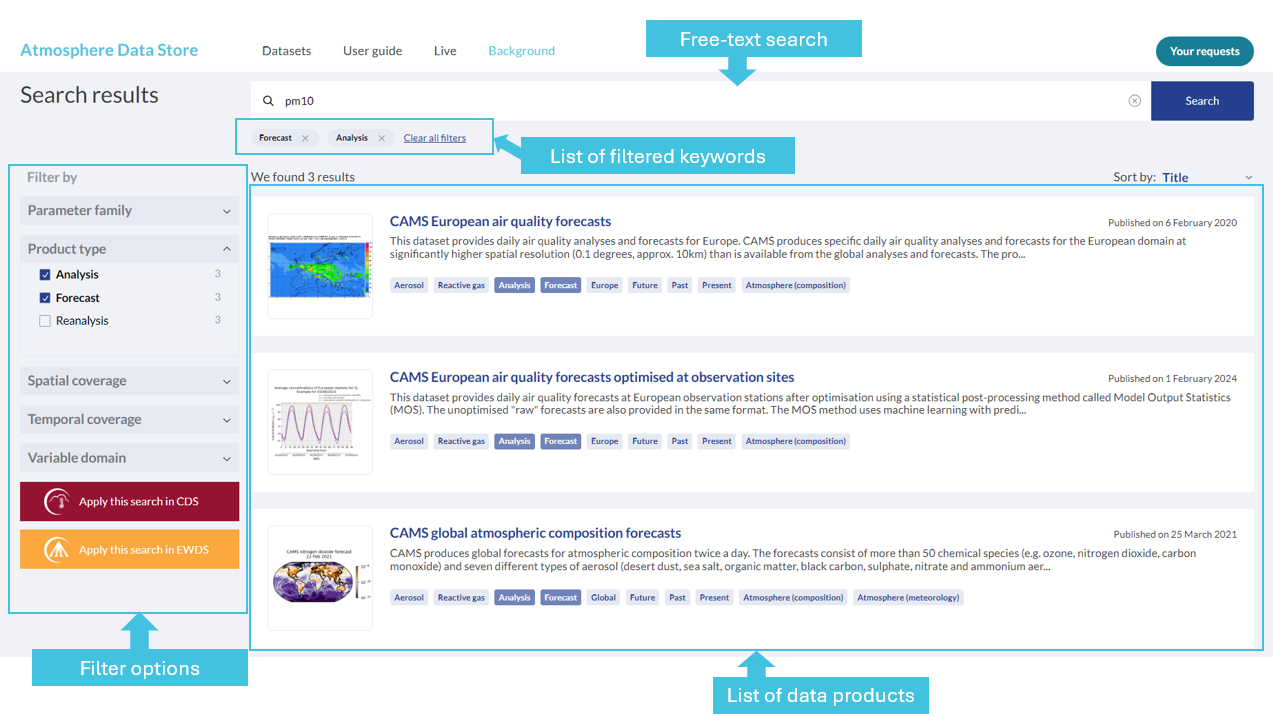 Free-text search
Atmosphere Data Store
Datasets
User guide
Live
Background
Your requests
Search results
pm10
Search
Forecast
Analysis
Clear all filters
List of filtered keywords
Filter by
We found 3 results
Sort by: Title
Parameter family
Product type
Analysis 3
Forecast 3
Reanalysis 3
Spatial coverage
Temporal coverage
Variable domain
Apply this search in CDS
Apply this search in EWDS
CAMS European air quality forecasts
Published on 6 February 2020
This dataset provides daily air quality analyses and forecasts for Europe. CAMS produces specific daily air quality analyses and forecasts for the European domain at
significantly higher spatial resolution (0.1 degrees, approx. 10km) than is available from the global analyses and forecasts. The pro...
Aerosol Reactive gas Analysis Forecast Europe Future Past Present Atmosphere (composition)
CAMS European air quality forecasts optimised at observation sites
Published on 1 February 2024
This dataset provides daily air quality forecasts at European observation stations after optimisation using a statistical post-processing method called Model Output Statistics
(MOS). The unoptimised "raw" forecasts are also provided in the same format. The MOS method uses machine learning with predi...
Aerosol Reactive gas Analysis Forecast Europe Future Past Present Atmosphere (composition)
CAMS nitrogen dioxide forecast
22 Feb 2021
CAMS global atmospheric composition forecasts
Published on 25 March 2021
CAMS produces global forecasts for atmospheric composition twice a day. The forecasts consist of more than 50 chemical species (e.g. ozone, nitrogen dioxide, carbon
monoxide) and seven different types of aerosol (desert dust, sea salt, organic matter, black carbon, sulphate, nitrate and ammonium aer...
Aerosol Reactive gas Analysis Forecast Global Future Past Present Atmosphere (composition) Atmosphere (meteorology)
Filter options
List of data products